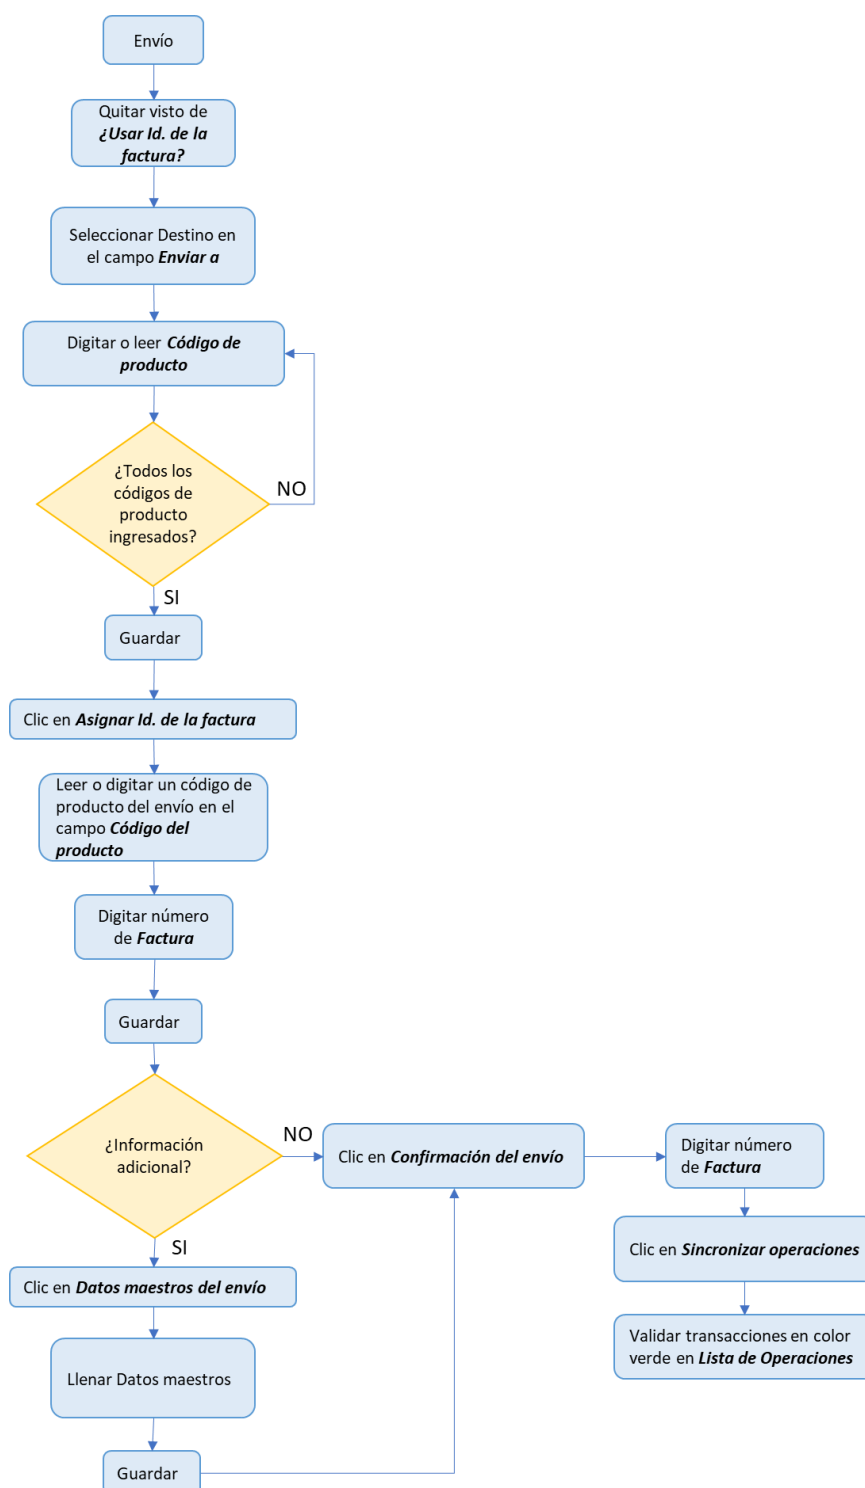 Envío
Quitar visto de
¿Usar Id. de la
factura?
Seleccionar Destino en
el campo Enviar a
Digitar o leer Código de
producto
¿Todos los
códigos de
producto
ingresados?
NO
SI
Guardar
Clic en Asignar Id. de la factura
Leer o digitar un código de
producto del envío en el
campo Código del
producto
Digitar número
de Factura
Guardar
¿Información
adicional?
NO
Clic en Confirmación del envío
Digitar número
de Factura
SI
Clic en Sincronizar operaciones
Clic en Datos maestros del envío
Validar transacciones en color
verde en Lista de Operaciones
Llenar Datos maestros
Guardar